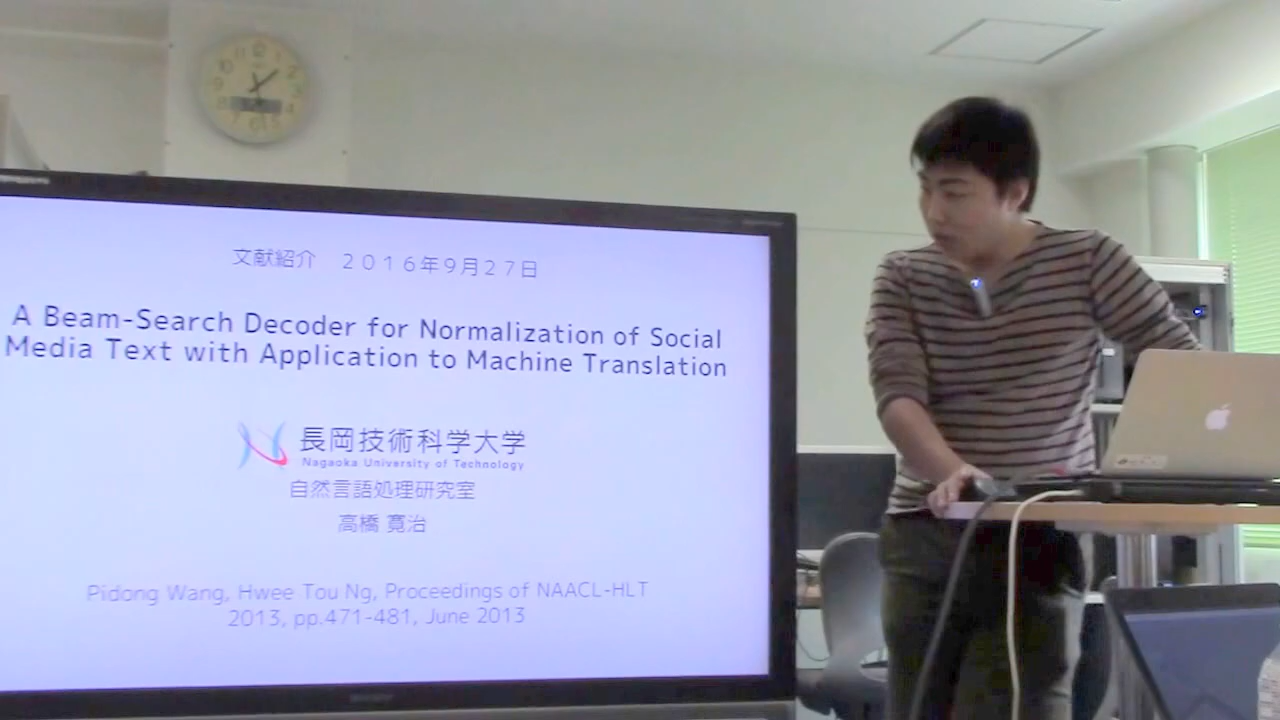 文献紹介　２０１６年９月２７日
A Beam-Search Decoder for Normalization of Social
Media Text with Application to Machine Translation
長岡技術科学大学
Nagaoka University of Technology
自然言語処理研究室
高橋 寛治
Pidong Wang, Hwee Tou Ng, Proceedings of NAACL-HLT
2013, pp.471-481, June 2013